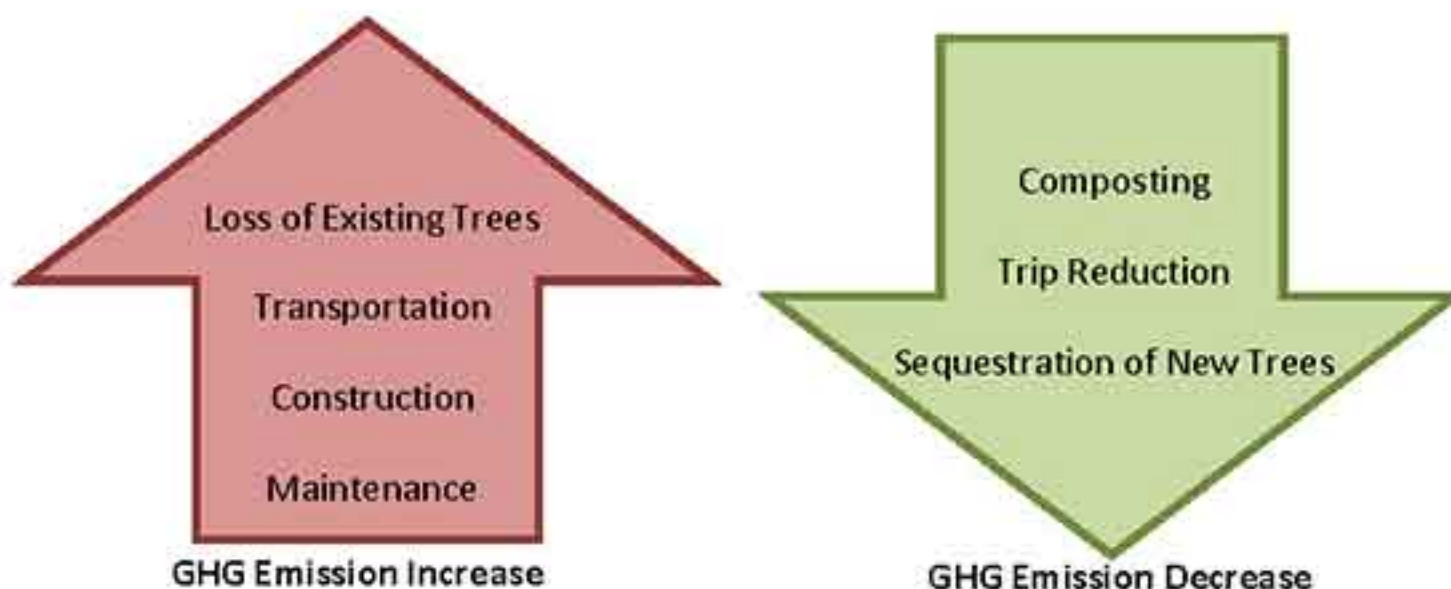 Loss of Existing Trees
Transportation
Construction
Maintenance
GHG Emission Increase
Composting
Trip Reduction
Sequestration of New Trees
GHG Emission Decrease